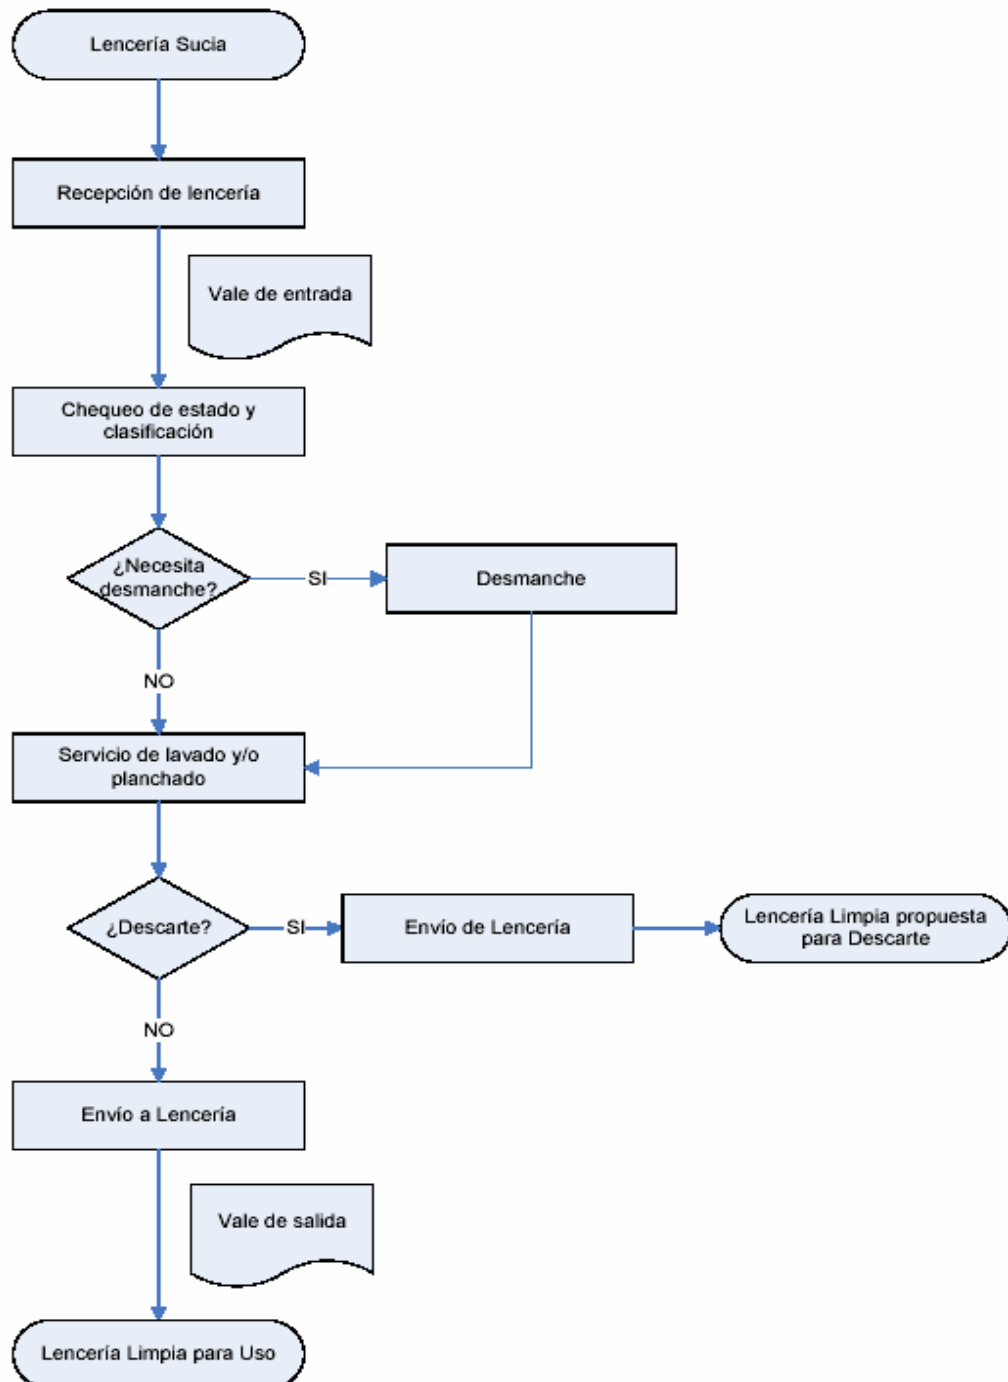 Lencería Sucia
Recepción de lencería
Vale de entrada
Chequeo de estado y
clasificación
¿Necesita
desmanche?
SI
Desmanche
NO
Servicio de lavado y/o
planchado
¿Descarte?
SI
Envío de Lencería
Lencería Limpia propuesta
para Descarte
NO
Envío a Lencería
Vale de salida
Lencería Limpia para Uso